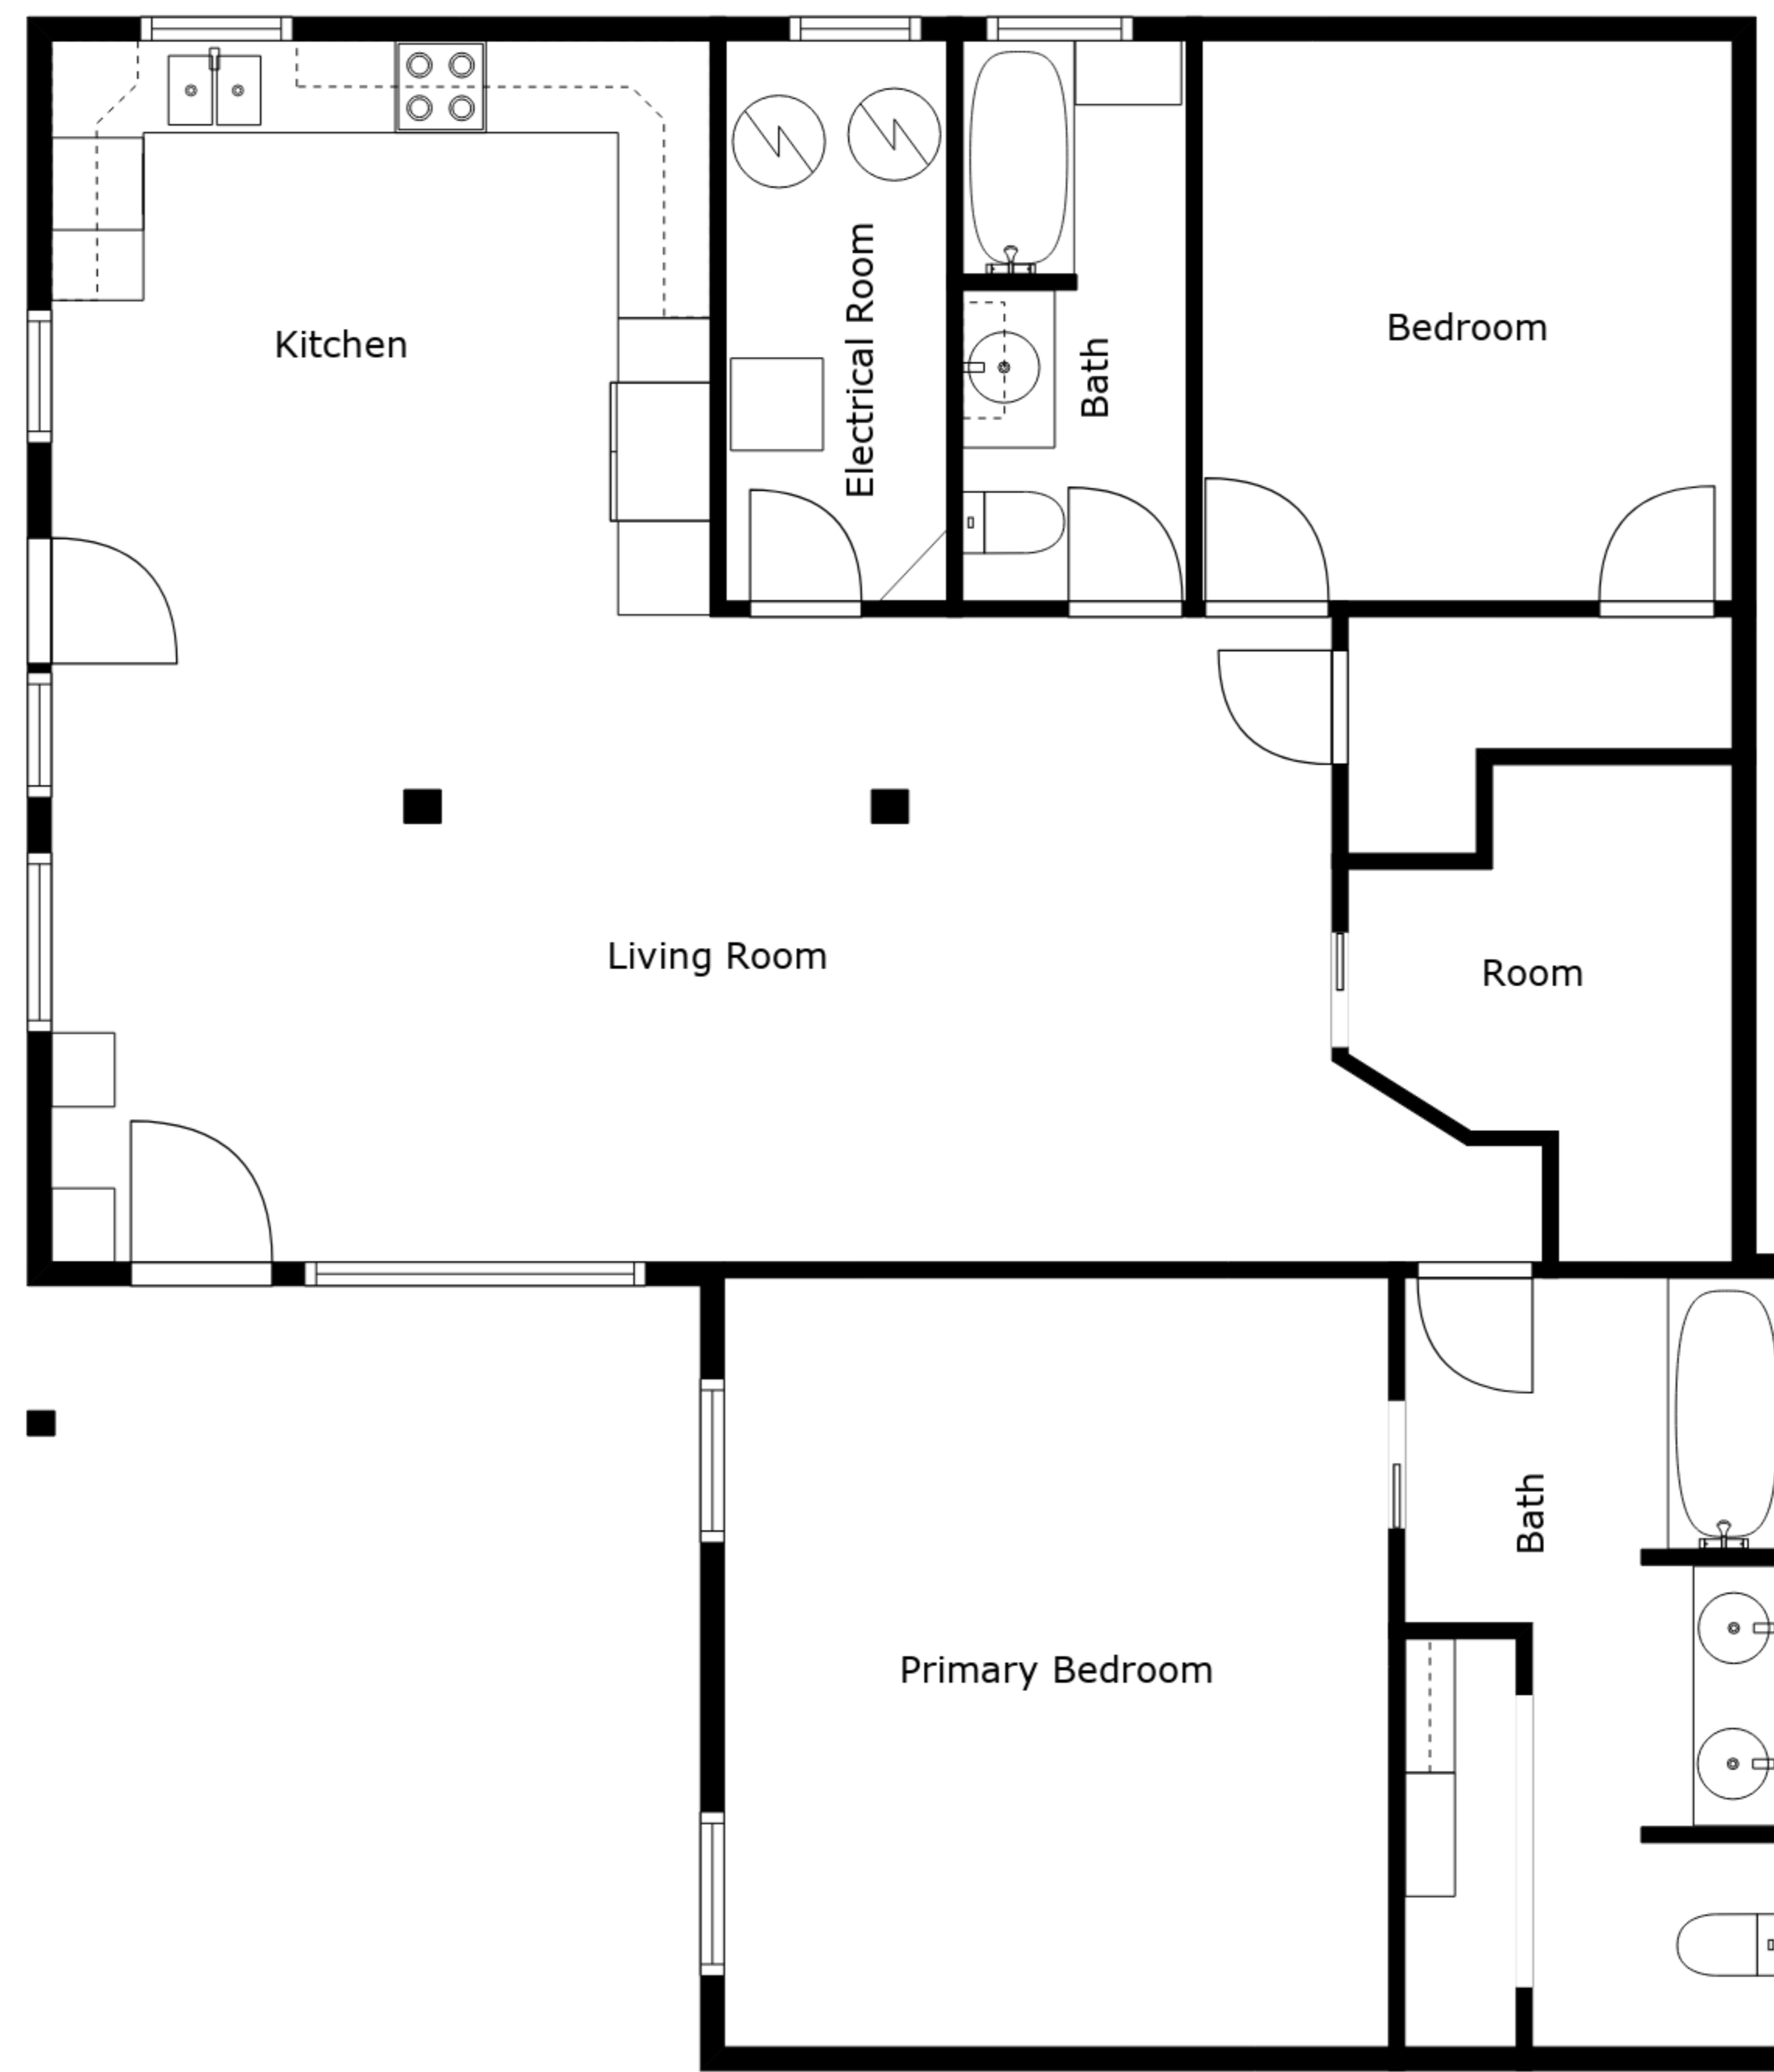 Kitchen
Electrical Room
Bath
Bedroom
Living Room
Room
Bath
Primary Bedroom